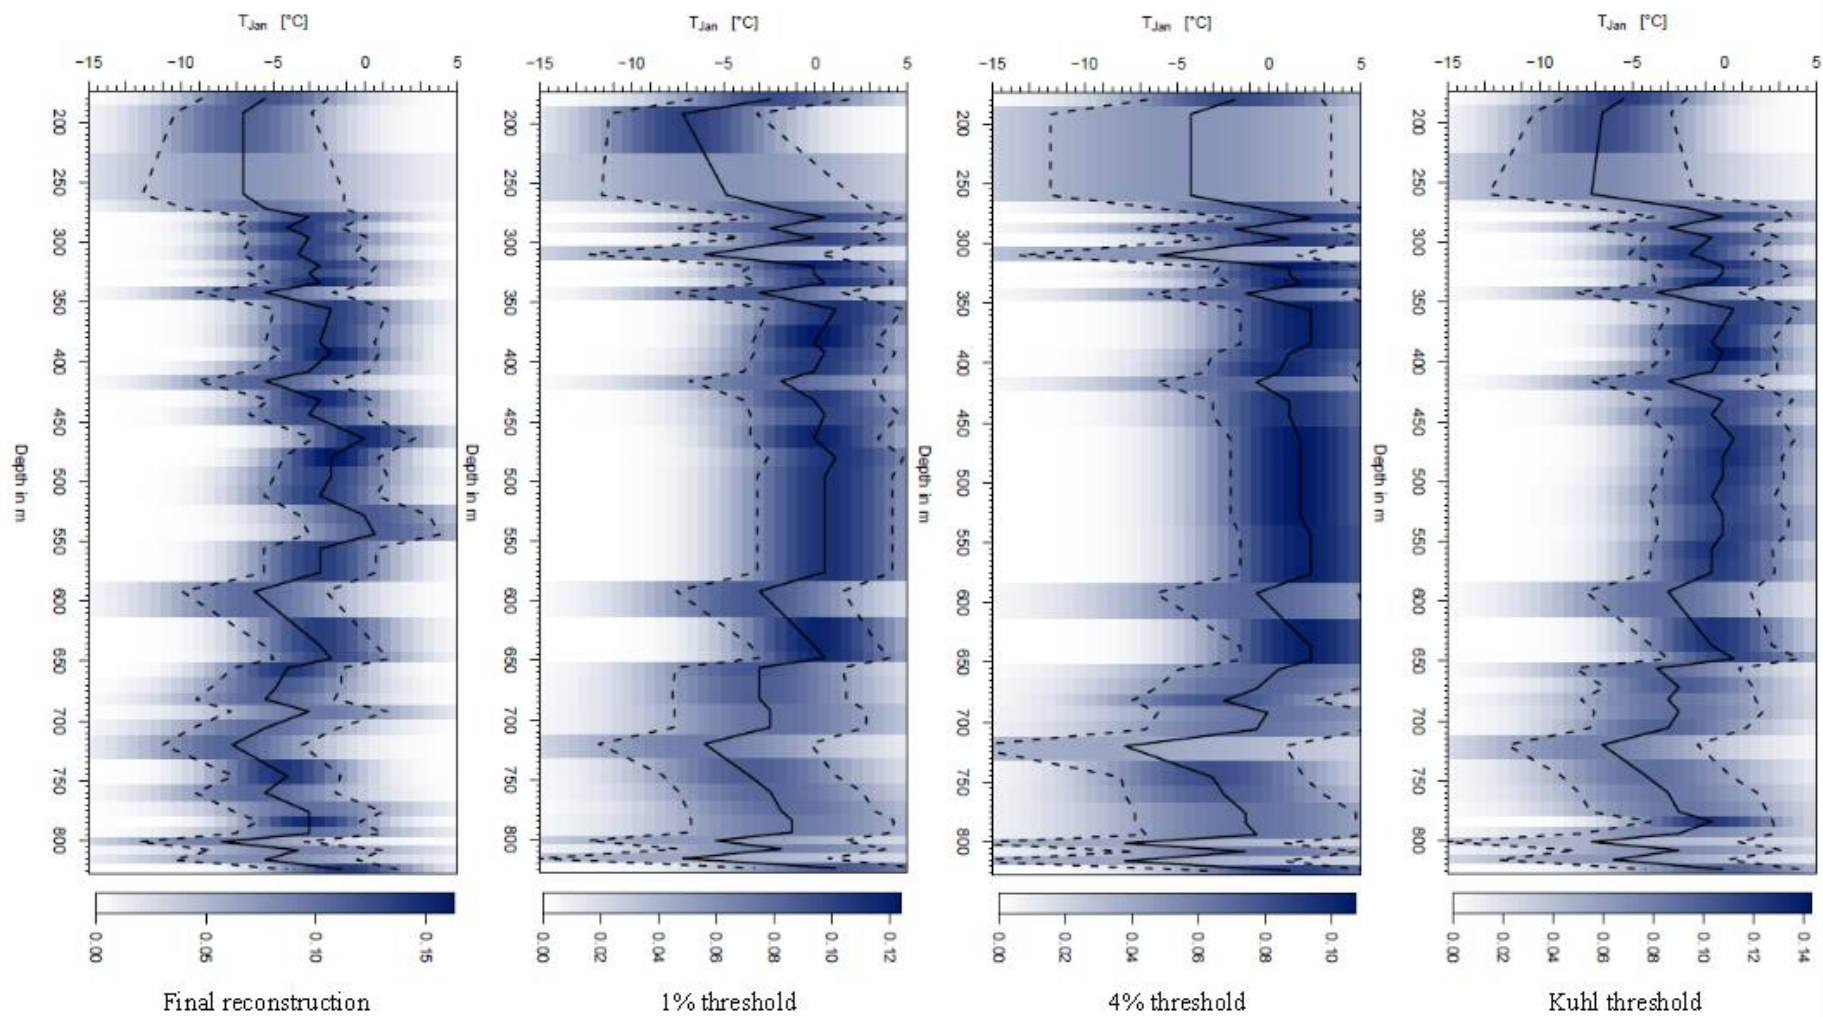 T_Jan [°C] T_Jan [°C] T_Jan [°C] T_Jan [°C]
−15 −10 −5 0 5 −15 −10 −5 0 5 −15 −10 −5 0 5 −15 −10 −5 0 5
200 200 200 200
250 250 250 250
300 300 300 300
350 350 350 350
400 400 400 400
450 450 450 450
Depth in m Depth in m Depth in m Depth in m
500 500 500 500
550 550 550 550
600 600 600 600
650 650 650 650
700 700 700 700
750 750 750 750
800 800 800 800
0.00 0.05 0.10 0.15 0.00 0.02 0.04 0.06 0.08 0.10 0.12 0.00 0.02 0.04 0.06 0.08 0.10 0.00 0.02 0.04 0.06 0.08 0.10 0.12 0.14
Final reconstruction 1% threshold 4% threshold Kuhl threshold